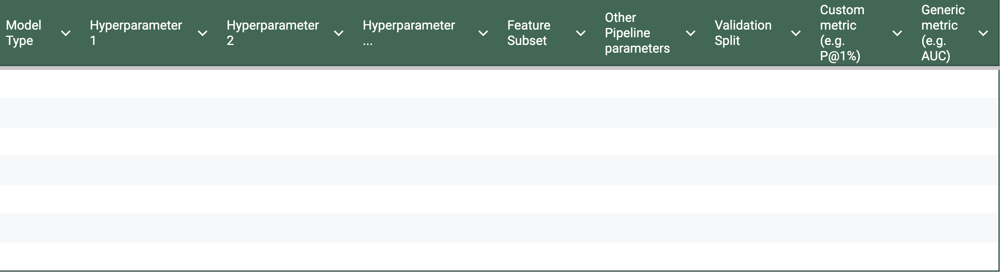 Model
Type
Hyperparameter
1
Hyperparameter
2
Hyperparameter
...
Feature
Subset
Other
Pipeline
parameters
Validation
Split
Custom
metric
(e.g.
P@1%)
Generic
metric
(e.g.
AUC)